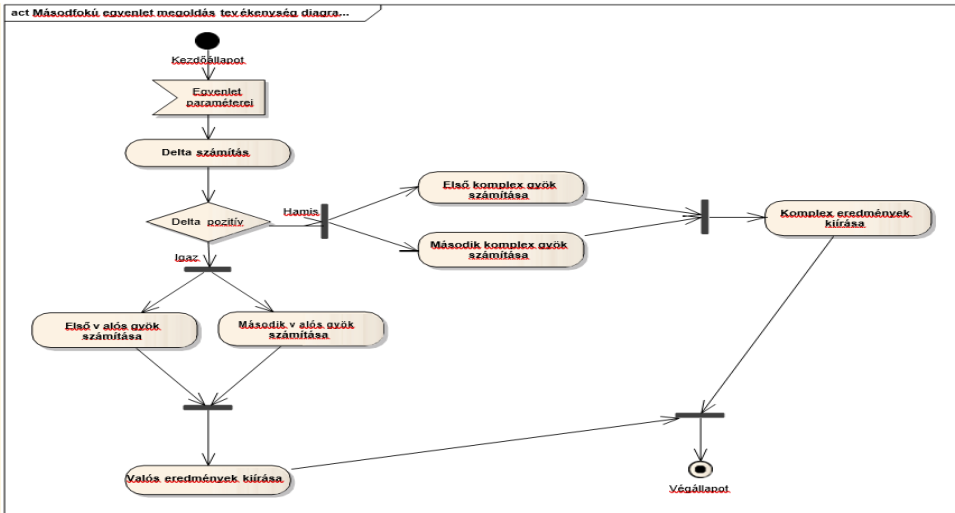 act Másodfokú egyenlet megoldás tev ékenység diagra...
Kezdőállapot
Egyenlet
paraméterei
Delta számítás
Delta pozitív
Hamis
Igaz
Első komplex gyök
számítása
Második komplex gyök
számítása
Komplex eredmények
kiírása
Első v alós gyök
számítása
Második v alós gyök
számítása
Valós eredmények kiírása
Végállapot